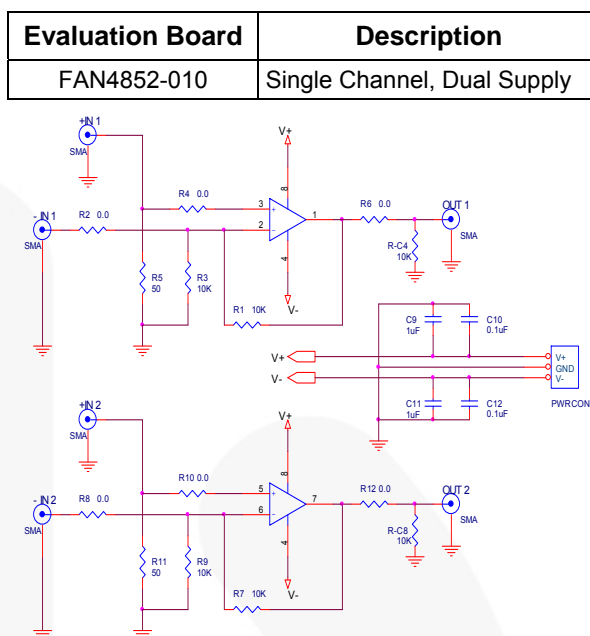 Evaluation Board Description
FAN4852-010 Single Channel, Dual Supply
+IN 1
SMA
V+
- IN 1
SMA
R2 0.0
R4 0.0
3
+
2
-
8
1
4
V-
R6 0.0
OUT 1
SMA
R-C4
10K
R5
50
R3
10K
R1 10K
C9
1uF
C10
0.1uF
V+
V-
V+
GND
V-
PWRCON
C11
1uF
C12
0.1uF
+IN 2
SMA
V+
- IN 2
SMA
R8 0.0
R10 0.0
5
+
6
-
8
7
4
V-
R12 0.0
OUT 2
SMA
R-C8
10K
R11
50
R9
10K
R7 10K